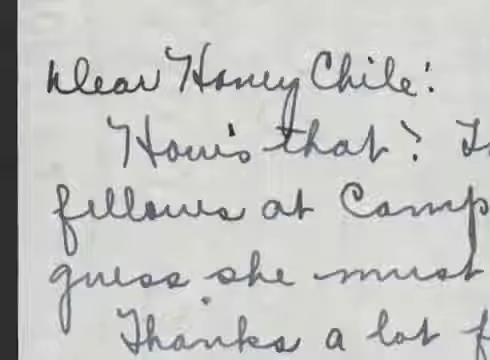 Dear Honey Chile:
How's that?
fellows at Camp
guess she must
Thanks a lot f